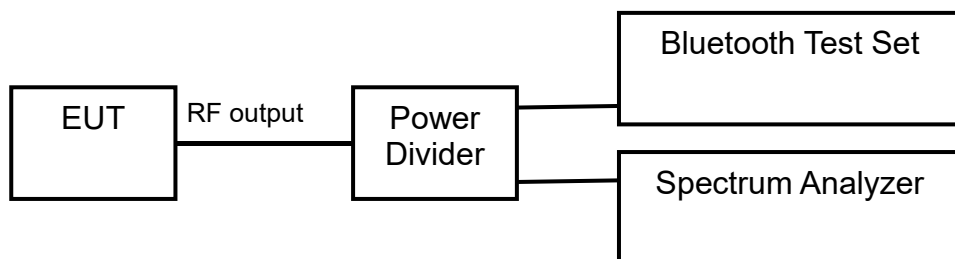 EUT
RF output
Power
Divider
Bluetooth Test Set
Spectrum Analyzer